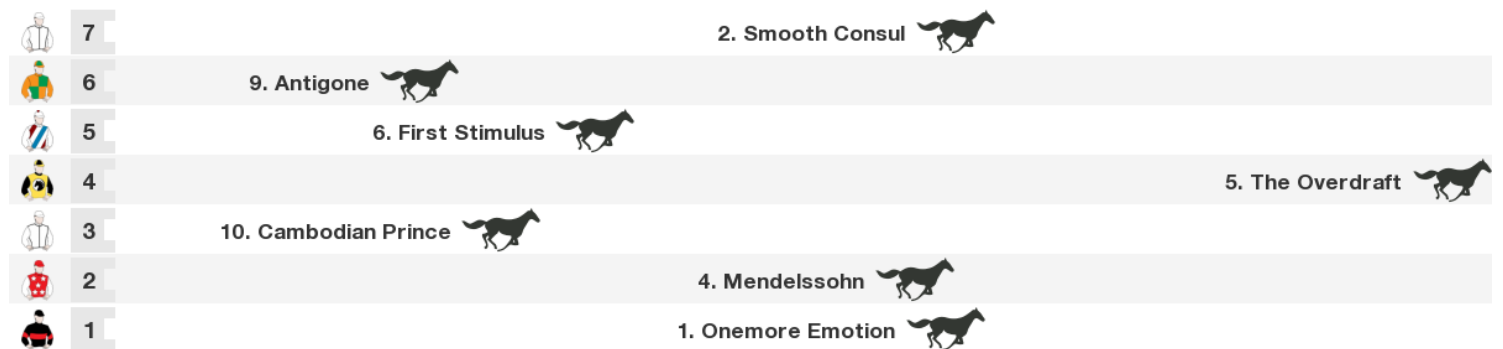 7 2. Smooth Consul
6 9. Antigone
5 6. First Stimulus
4 5. The Overdraft
3 10. Cambodian Prince
2 4. Mendelssohn
1 1. Onemore Emotion